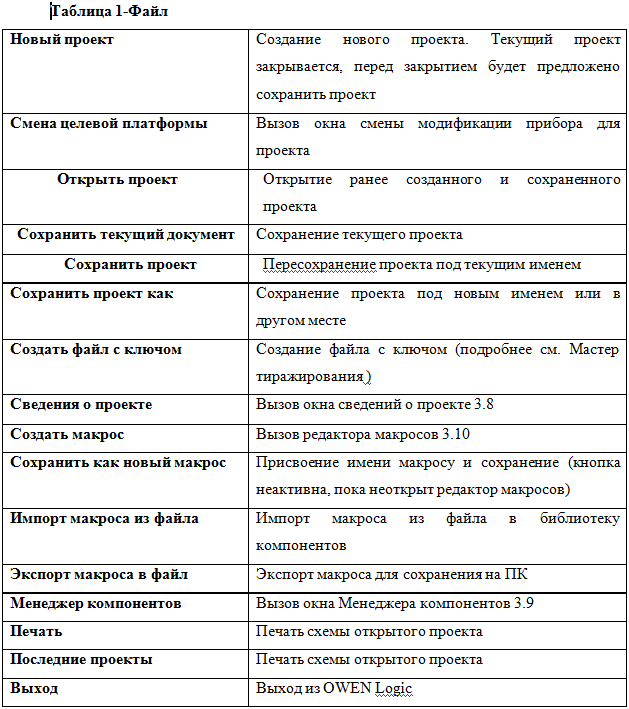 Таблица 1-Файл
Новый проект
Создание нового проекта. Текущий проект
закрывается, перед закрытием будет предложено
сохранить проект
Смена целевой платформы
Вызов окна смены модификации прибора для
проекта
Открыть проект
Открытие ранее созданного и сохраненного
проекта
Сохранить текущий документ
Сохранение текущего проекта
Сохранить проект
Пересохранение проекта под текущим именем
Сохранить проект как
Сохранение проекта под новым именем или в
другом месте
Создать файл с ключом
Создание файла с ключом (подробнее см. Мастер
тиражирования )
Сведения о проекте
Вызов окна сведений о проекте 3.8
Создать макрос
Вызов редактора макросов 3.10
Сохранить как новый макрос
Присвоение имени макросу и сохранение (кнопка
неактивна, пока неоткрыт редактор макросов)
Импорт макроса из файла
Импорт макроса из файла в библиотеку
компонентов
Экспорт макроса в файл
Экспорт макроса для сохранения на ПК
Менеджер компонентов
Вызов окна Менеджера компонентов 3.9
Печать
Печать схемы открытого проекта
Последние проекты
Печать схемы открытого проекта
Выход
Выход из OWEN Logic